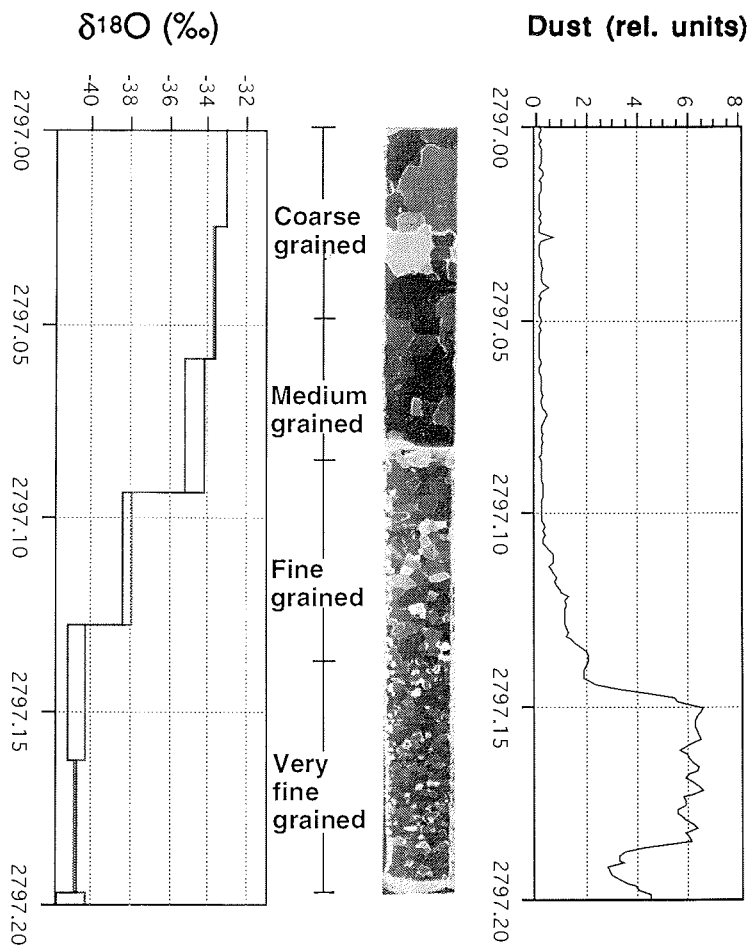 δ18O (‰)
Dust (rel. units)
-40
-38
-36
-34
-32
0
2
4
6
8
2797.00
2797.05
2797.10
2797.15
2797.20
Coarse
grained
Medium
grained
Fine
grained
Very
fine
grained
2797.00
2797.05
2797.10
2797.15
2797.20